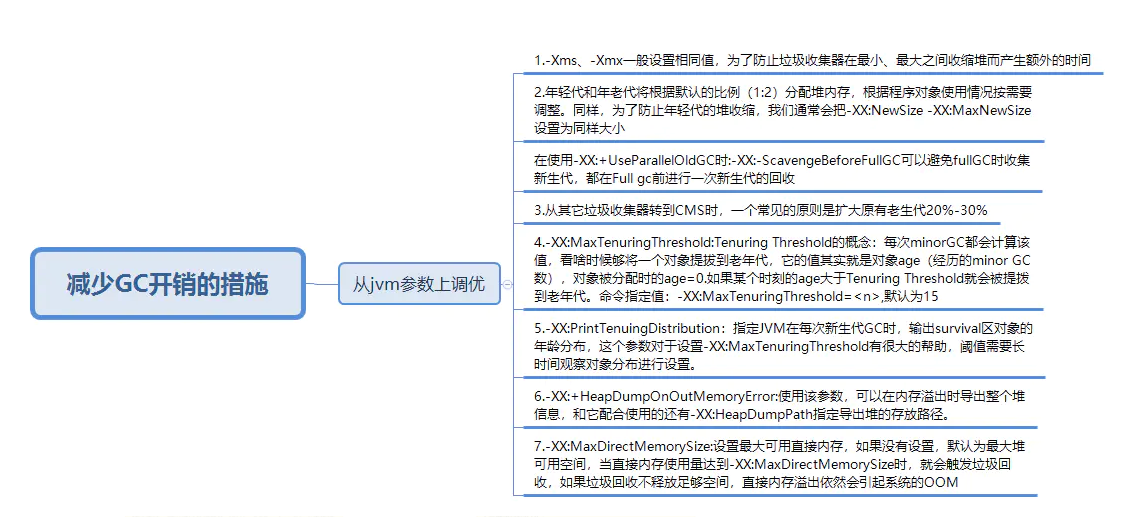 减少GC开销的措施
从jvm参数上调优
1.-Xms、-Xmx一般设置相同值，为了防止垃圾收集器在最小、最大之间收缩堆而产生额外的时间
2.年轻代和年老代将根据默认的比例（1:2）分配堆内存，根据程序对象使用情况按需要
调整。同样，为了防止年轻代的堆收缩，我们通常会把-XX:NewSize -XX:MaxNewSize
设置为同样大小
在使用-XX:+UseParallelOldGC时:-XX:-ScavengeBeforeFullGC可以避免fullGC时收集
新生代，都在Full gc前进行一次新生代的回收
3.从其它垃圾收集器转到CMS时，一个常见的原则是扩大原有老生代20%-30%
4.-XX:MaxTenuringThreshold:Tenuring Threshold的概念：每次minorGC都会计算该
值，看啥时候够将一个对象提拔到老年代，它的值其实就是对象age（经历的minor GC
数），对象被分配时的age=0.如果某个时刻的age大于Tenuring Threshold就会被提拔
到老年代。命令指定值：-XX:MaxTenuringThreshold=<n>,默认为15
5.-XX:PrintTenuingDistribution：指定JVM在每次新生代GC时，输出survival区对象的
年龄分布，这个参数对于设置-XX:MaxTenuringThreshold有很大的帮助，阈值需要长
时间观察对象分布进行设置。
6.-XX:+HeapDumpOnOutMemoryError:使用该参数，可以在内存溢出时导出整个堆
信息，和它配合使用的还有-XX:HeapDumpPath指定导出堆的存放路径。
7.-XX:MaxDirectMemorySize:设置最大可用直接内存，如果没有设置，默认为最大堆
可用空间，当直接内存使用量达到-XX:MaxDirectMemorySize时，就会触发垃圾回
收，如果垃圾回收不释放足够空间，直接内存溢出依然会引起系统的OOM